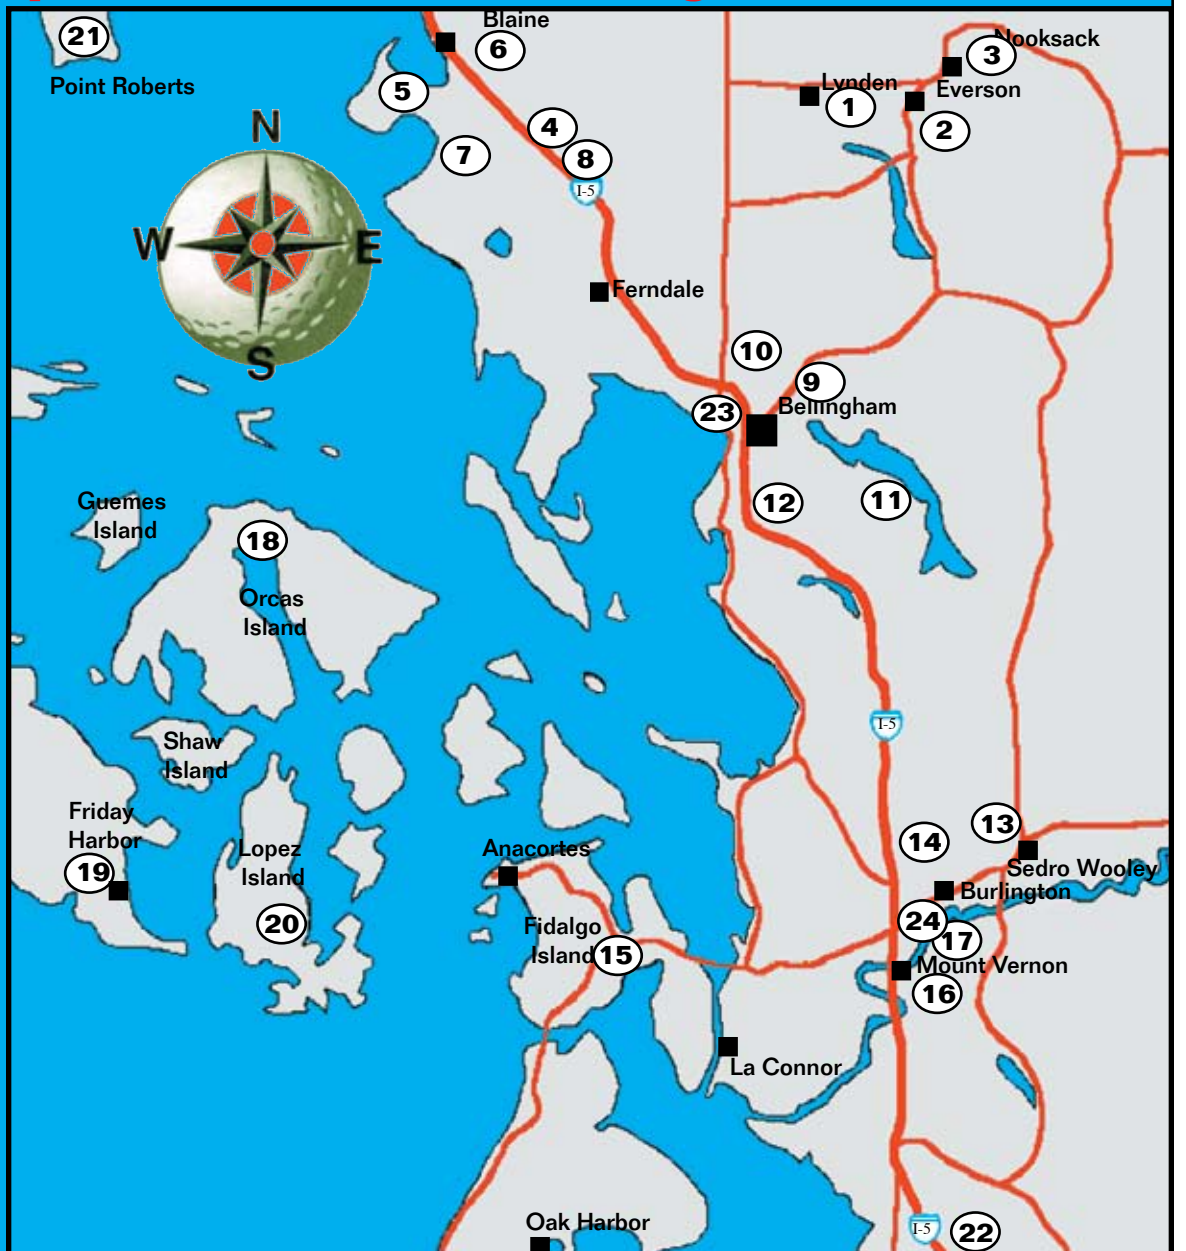 Blaine
21
6
Nooksack
3
Point Roberts
5
Lynden
Everson
1
4
2
N
7
8
I-5
W
E
Ferndale
S
10
9
23
Bellingham
Guemes
Island
12
11
18
Orcas
Island
I-5
Shaw
Island
Friday
Harbor
13
14
Lopez
Island
Anacortes
19
Sedro Wooley
Burlington
20
Fidalgo
Island
24
17
15
Mount Vernon
16
La Connor
Oak Harbor
I-5
22